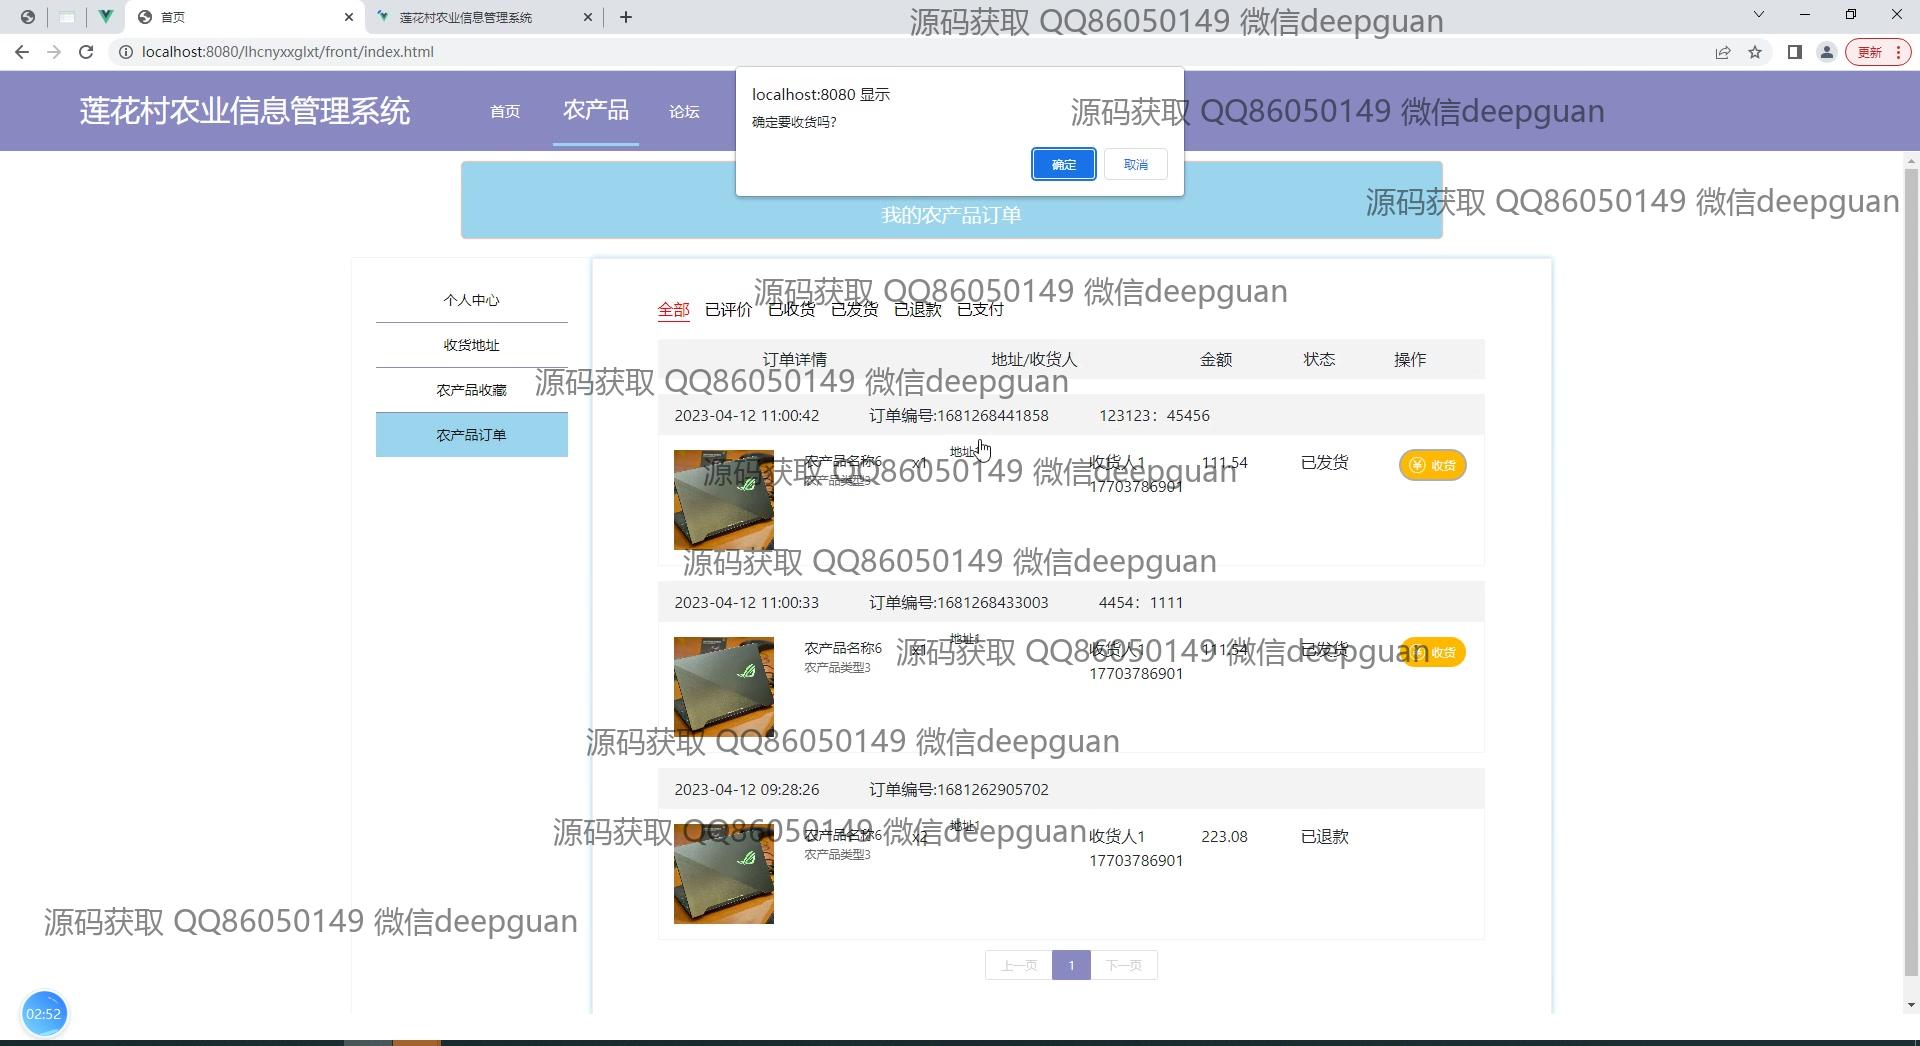 首页
莲花村农业信息管理系统
源码获取 QQ86050149 微信deepguan
localhost:8080/lhcnyxxglxt/front/index.html
更新
莲花村农业信息管理系统
首页
农产品
论坛
localhost:8080 显示
确定要收货吗?
确定
取消
源码获取 QQ86050149 微信deepguan
源码获取 QQ86050149 微信deepguan
我的农产品订单
个人中心
收货地址
农产品收藏
农产品订单
源码获取 QQ86050149 微信deepguan
全部 已评价 已收货 已发货 已退款 已支付
订单详情 地址/收货人 金额 状态 操作
源码获取 QQ86050149 微信deepguan
2023-04-12 11:00:42 订单编号:1681268441858 123123：45456
农产品名称6 x1 地址1 收货人1 111.54 已发货 收货
农产品类型3 17703786901
源码获取 QQ86050149 微信deepguan
源码获取 QQ86050149 微信deepguan
2023-04-12 11:00:33 订单编号:1681268433003 4454：1111
农产品名称6 x1 地址1 收货人1 111.54 已发货 收货
农产品类型3 17703786901
源码获取 QQ86050149 微信deepguan
源码获取 QQ86050149 微信deepguan
2023-04-12 09:28:26 订单编号:1681262905702
农产品名称6 x2 地址1 收货人1 223.08 已退款
农产品类型3 17703786901
源码获取 QQ86050149 微信deepguan
源码获取 QQ86050149 微信deepguan
上一页 1 下一页
02:52